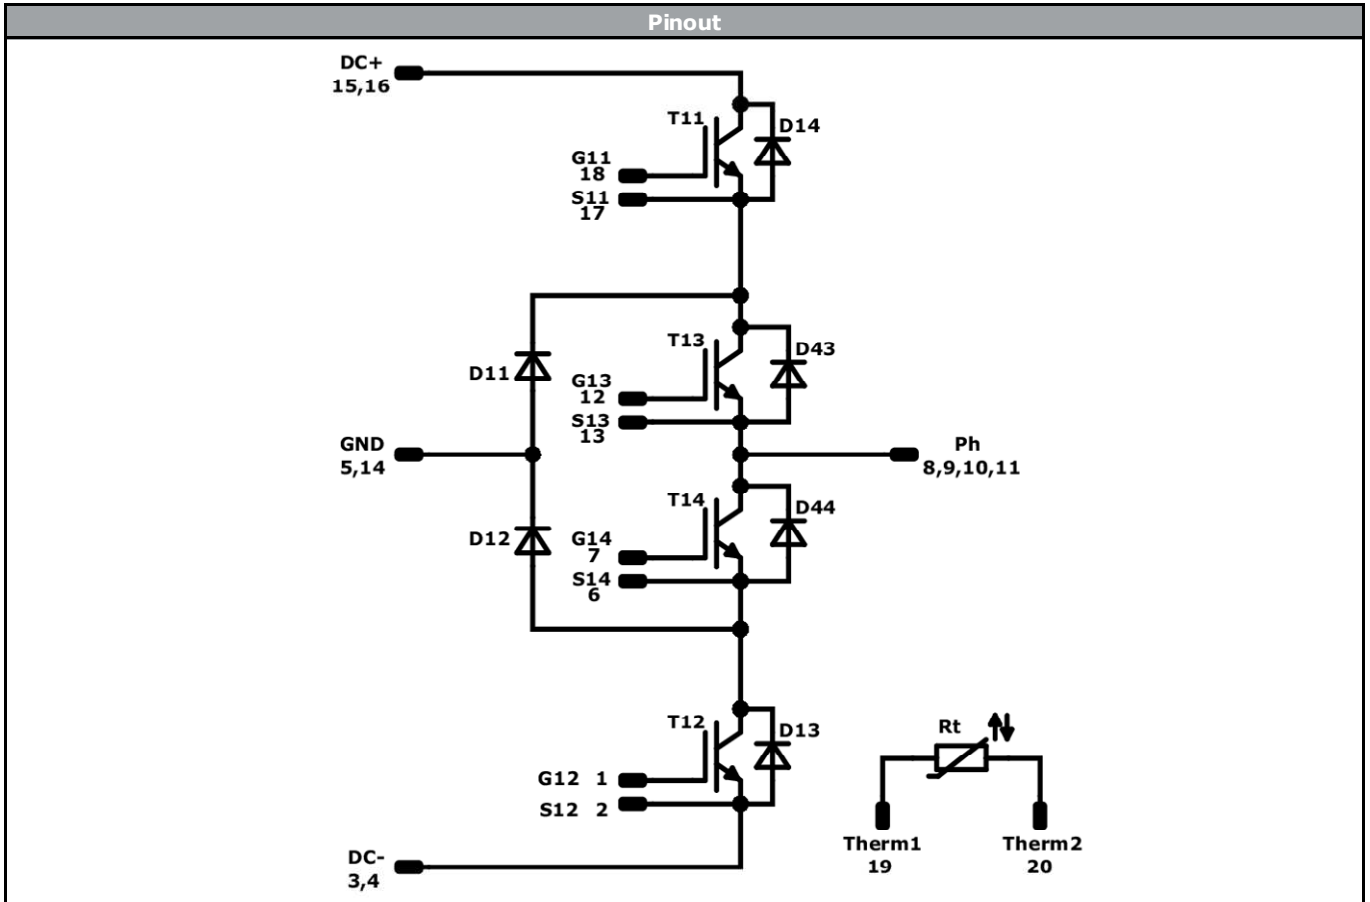 Pinout
DC+
15,16
T11
D14
G11
18
S11
17
T13
D43
D11
G13
12
S13
13
GND
5,14
Ph
8,9,10,11
T14
D44
D12
G14
7
S14
6
T12
D13
G12 1
S12 2
Rt
Therm1
19
Therm2
20
DC-
3,4